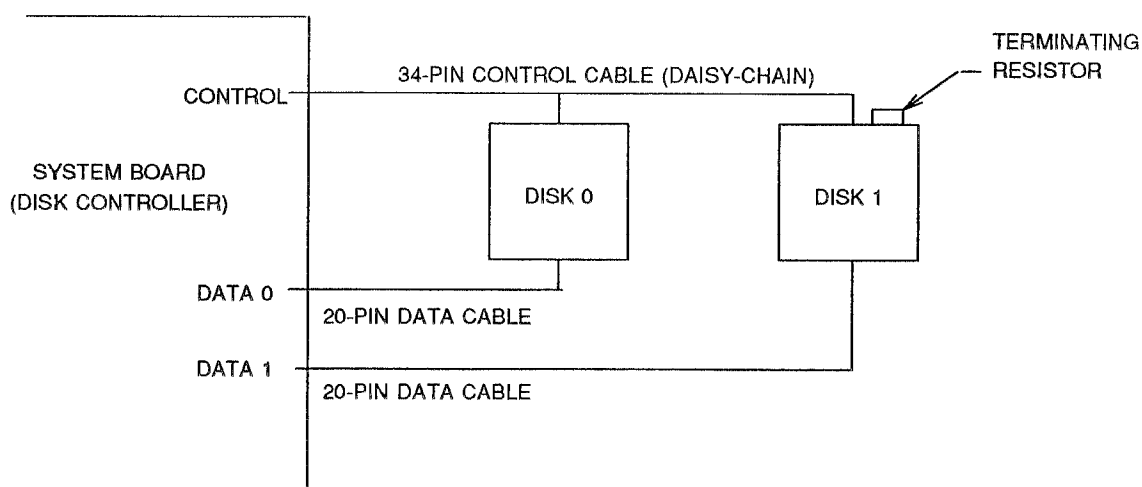 TERMINATING
RESISTOR
34-PIN CONTROL CABLE (DAISY-CHAIN)
CONTROL
SYSTEM BOARD
(DISK CONTROLLER)
DISK 0
DISK 1
DATA 0
20-PIN DATA CABLE
DATA 1
20-PIN DATA CABLE